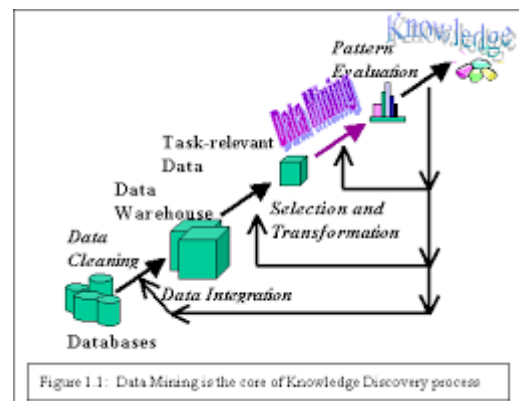 Knowledge
Pattern
Evaluation
Data Mining
Task-relevant
Data
Data
Warehouse
Selection and
Transformation
Data
Cleaning
Data Integration
Databases
Figure 1.1: Data Mining is the core of Knowledge Discovery process